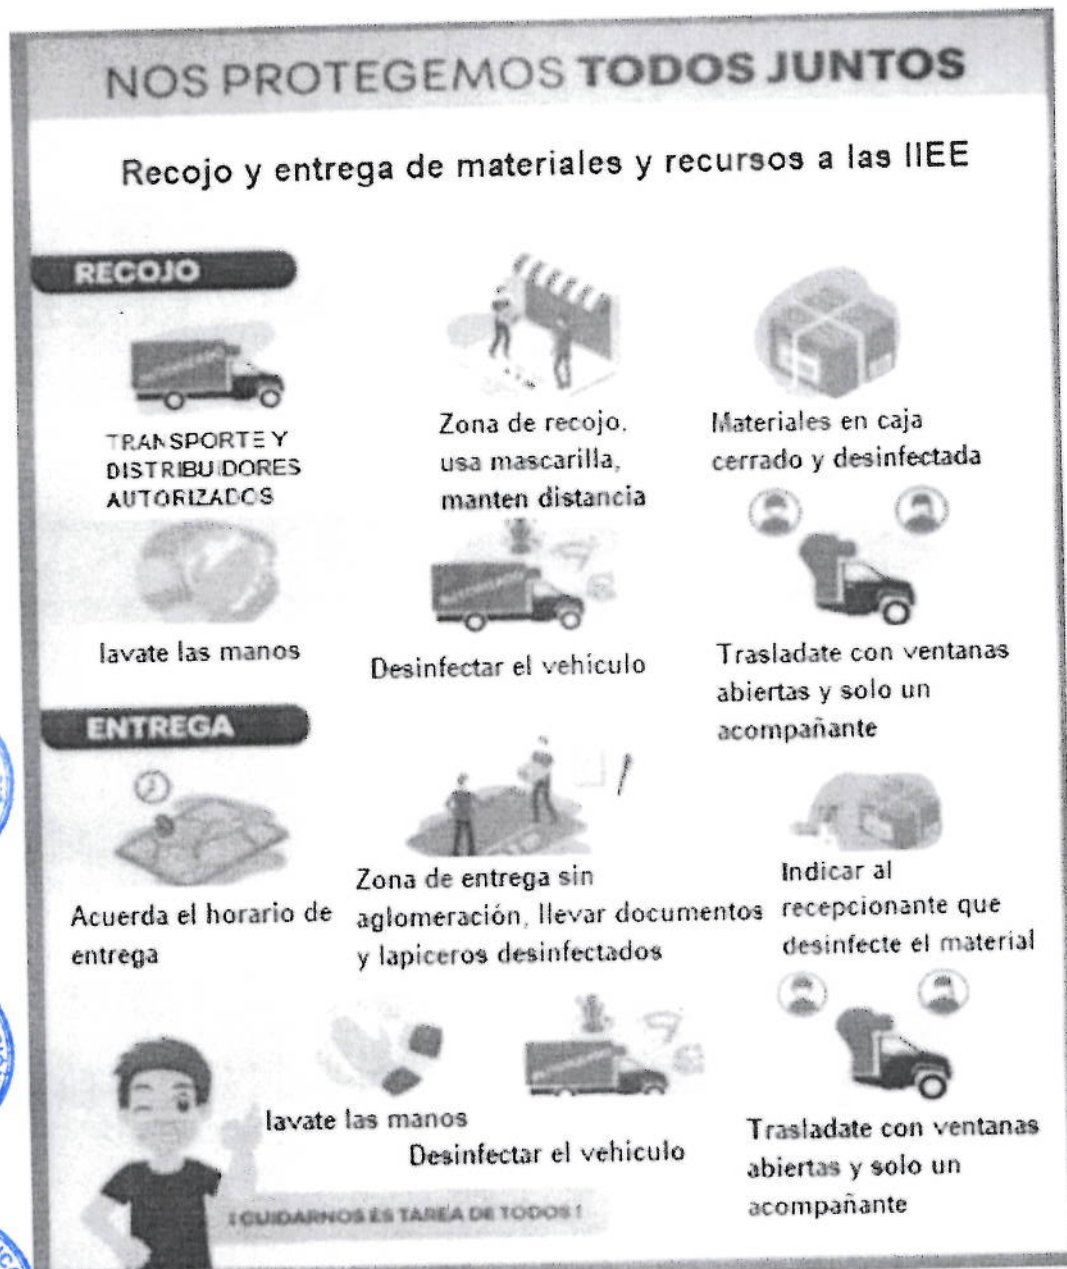 NOS PROTEGEMOS TODOS JUNTOS
Recojo y entrega de materiales y recursos a las IIEE
RECOJO
TRANSPORTE Y
DISTRIBUIDORES
AUTORIZADOS
Zona de recojo,
usa mascarilla,
manten distancia
Materiales en caja
cerrado y desinfectada
lavate las manos
Desinfectar el vehiculo
Trasladate con ventanas
abiertas y solo un
acompañante
ENTREGA
Acuerda el horario de
entrega
Zona de entrega sin
aglomeración, llevar documentos
y lapiceros desinfectados
Indicar al
recepcionante que
desinfecte el material
lavate las manos
Desinfectar el vehiculo
Trasladate con ventanas
abiertas y solo un
acompañante
¡CUIDARNOS ES TAREA DE TODOS!